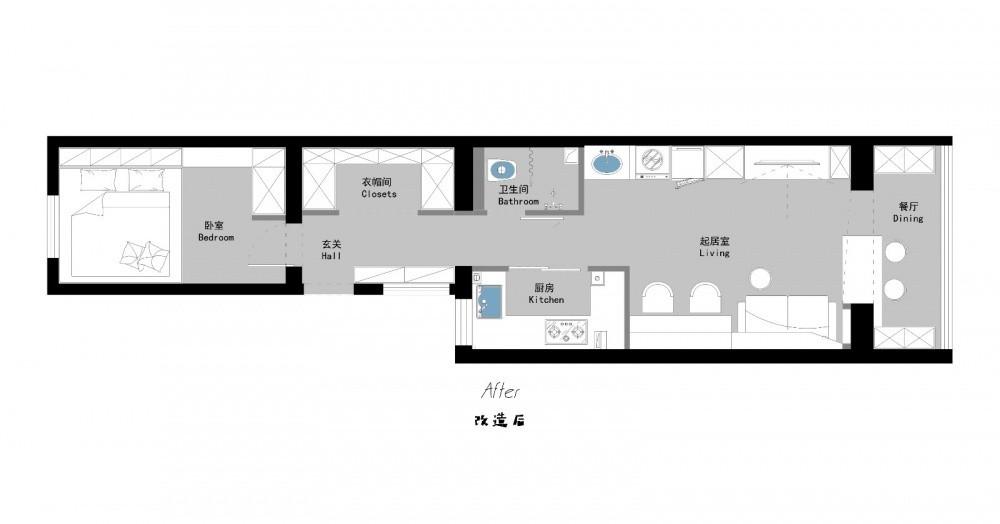 衣帽间
Closets
卫生间
Bathroom
卧室
Bedroom
玄关
Hall
起居室
Living
餐厅
Dining
厨房
Kitchen
After
改造后